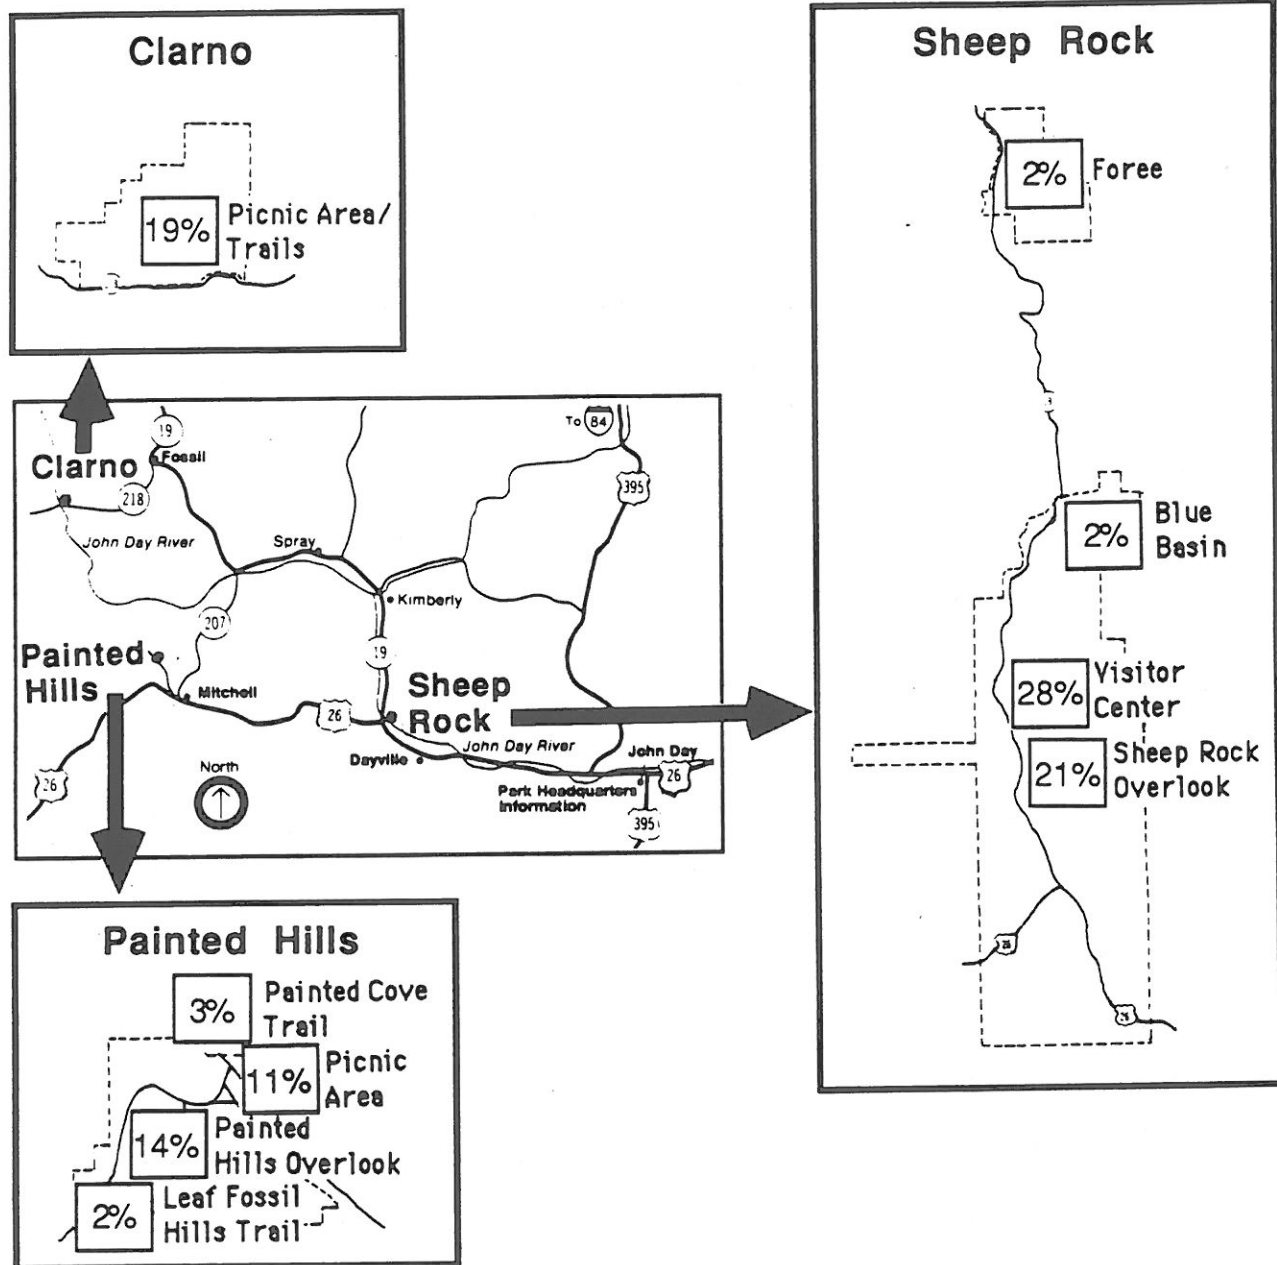 Clarno
19%
Picnic Area/
Trails
Sheep Rock
2%
Foree
2%
Blue
Basin
28%
Visitor
Center
21%
Sheep Rock
Overlook
26
26
19
To 84
Clarno
Fossil
395
218
John Day River
Spray
Kimberly
207
19
Painted
Hills
Mitchell
Sheep
Rock
26
John Day River
Dayville
John Day
26
North
26
Park Headquarters
Information
395
Painted Hills
3%
Painted Cove
Trail
11%
Picnic
Area
14%
Painted
Hills Overlook
2%
Leaf Fossil
Hills Trail